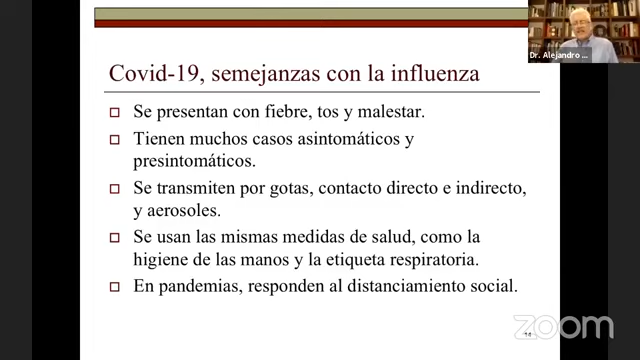 Dr. Alejandro ...
Covid-19, semejanzas con la influenza
Se presentan con fiebre, tos y malestar.
Tienen muchos casos asintomáticos y
presintomáticos.
Se transmiten por gotas, contacto directo e indirecto,
y aerosoles.
Se usan las mismas medidas de salud, como la
higiene de las manos y la etiqueta respiratoria.
En pandemias, responden al distanciamiento social.
zoom